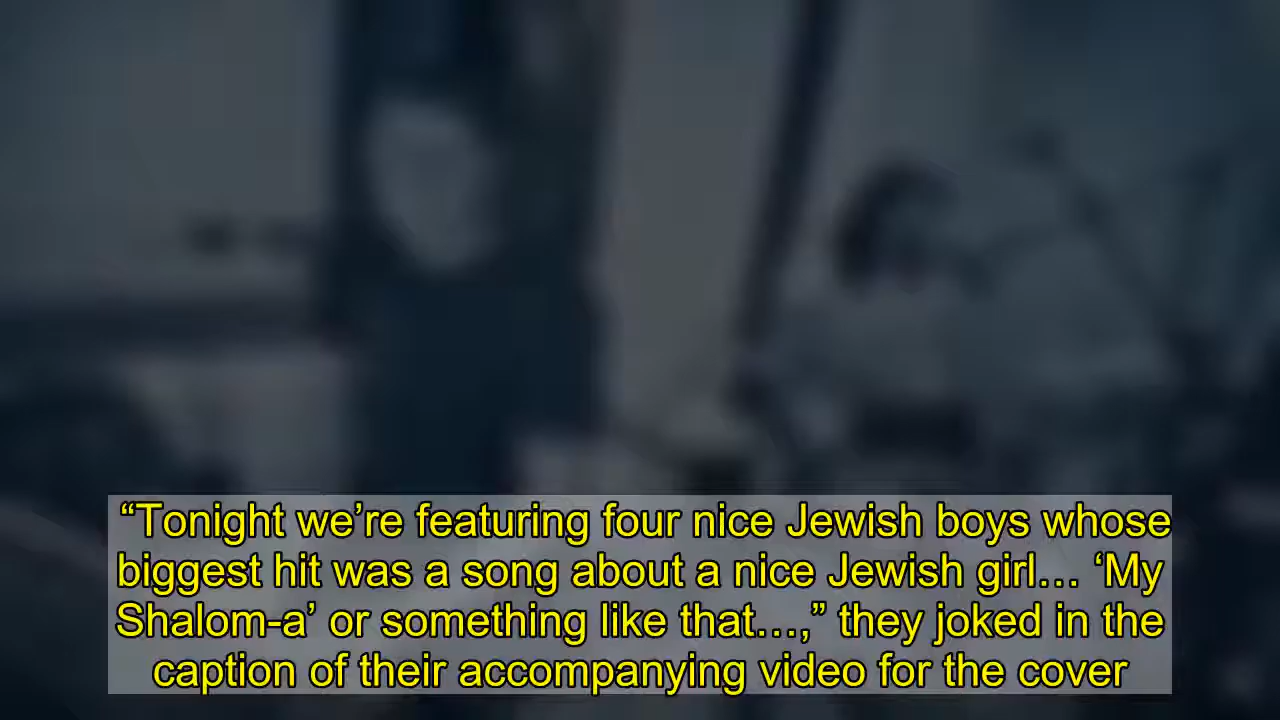 “Tonight we’re featuring four nice Jewish boys whose
biggest hit was a song about a nice Jewish girl… ‘My
Shalom-a’ or something like that…,” they joked in the
caption of their accompanying video for the cover